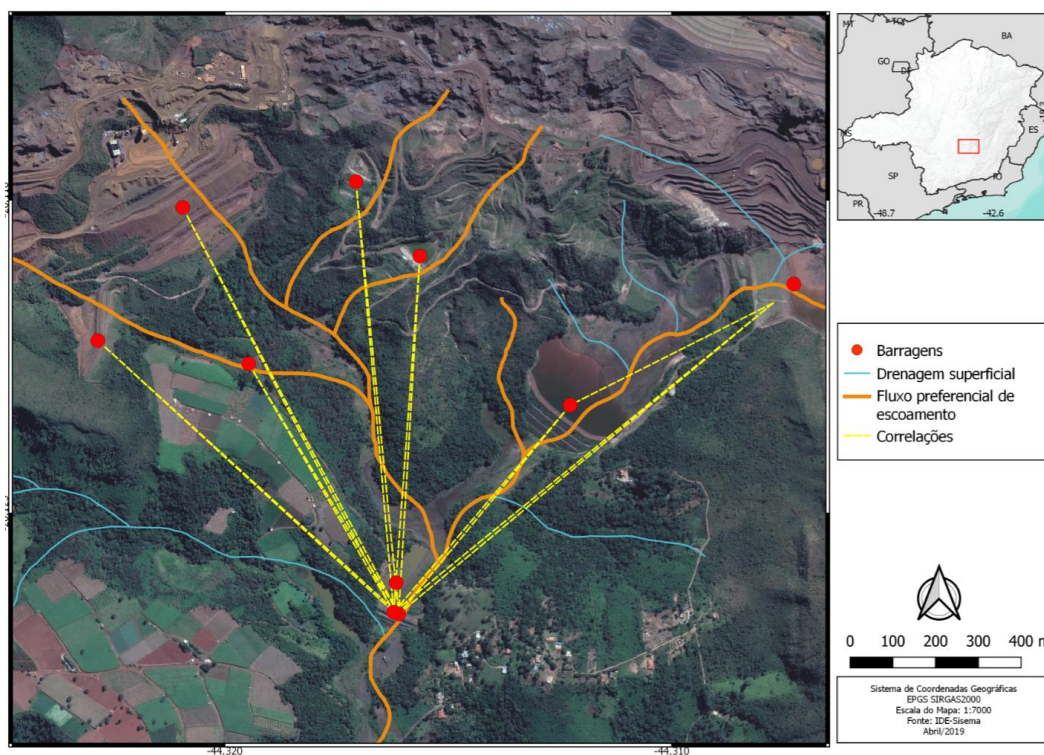 BA
GO
DF
MS
ES
SP
RJ
PR
-48.7
-42.6
Barragens
Drenagem superficial
Fluxo preferencial de
escoamento
Correlações
0 100 200 300 400 m
Sistema de Coordenadas Geográficas
EPGS SIRGAS2000
Escala do Mapa: 1:7000
Fonte: IDE-Sisema
Abril/2019
-44.320
-44.310